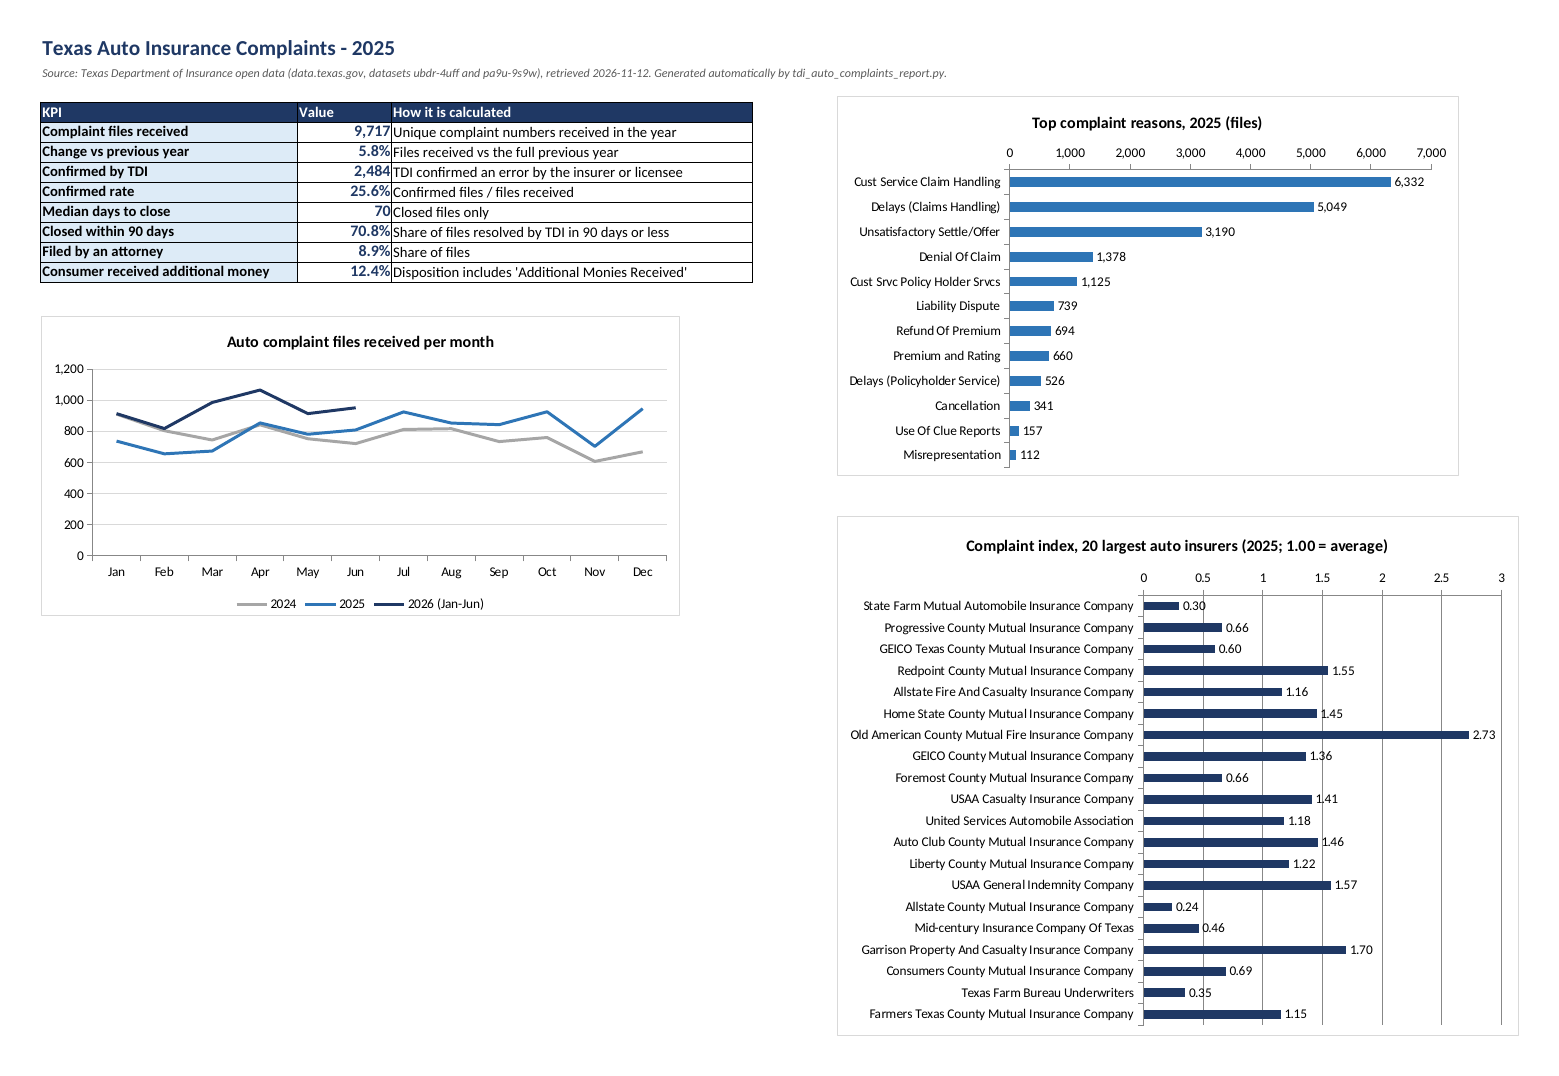 Texas Auto Insurance Complaints - 2025
Source: Texas Department of Insurance open data (data.texas.gov, datasets ubdr-4uff and pa9u-9s9w), retrieved 2026-11-12. Generated automatically by tdi_auto_complaints_report.py.
KPI Value How it is calculated
Complaint files received 9,717 Unique complaint numbers received in the year
Change vs previous year 5.8% Files received vs the full previous year
Confirmed by TDI 2,484 TDI confirmed an error by the insurer or licensee
Confirmed rate 25.6% Confirmed files / files received
Median days to close 70 Closed files only
Closed within 90 days 70.8% Share of files resolved by TDI in 90 days or less
Filed by an attorney 8.9% Share of files
Consumer received additional money 12.4% Disposition includes 'Additional Monies Received'
Auto complaint files received per month
1,200
1,000
800
600
400
200
0
Jan Feb Mar Apr May Jun Jul Aug Sep Oct Nov Dec
2024 2025 2026 (Jan-Jun)
Top complaint reasons, 2025 (files)
0 1,000 2,000 3,000 4,000 5,000 6,000 7,000
Cust Service Claim Handling 6,332
Delays (Claims Handling) 5,049
Unsatisfactory Settle/Offer 3,190
Denial Of Claim 1,378
Cust Srvc Policy Holder Srvcs 1,125
Liability Dispute 739
Refund Of Premium 694
Premium and Rating 660
Delays (Policyholder Service) 526
Cancellation 341
Use Of Clue Reports 157
Misrepresentation 112
Complaint index, 20 largest auto insurers (2025; 1.00 = average)
0 0.5 1 1.5 2 2.5 3
State Farm Mutual Automobile Insurance Company 0.30
Progressive County Mutual Insurance Company 0.66
GEICO Texas County Mutual Insurance Company 0.60
Redpoint County Mutual Insurance Company 1.55
Allstate Fire And Casualty Insurance Company 1.16
Home State County Mutual Insurance Company 1.45
Old American County Mutual Fire Insurance Company 2.73
GEICO County Mutual Insurance Company 1.36
Foremost County Mutual Insurance Company 0.66
USAA Casualty Insurance Company 1.41
United Services Automobile Association 1.18
Auto Club County Mutual Insurance Company 1.46
Liberty County Mutual Insurance Company 1.22
USAA General Indemnity Company 1.57
Allstate County Mutual Insurance Company 0.24
Mid-century Insurance Company Of Texas 0.46
Garrison Property And Casualty Insurance Company 1.70
Consumers County Mutual Insurance Company 0.69
Texas Farm Bureau Underwriters 0.35
Farmers Texas County Mutual Insurance Company 1.15